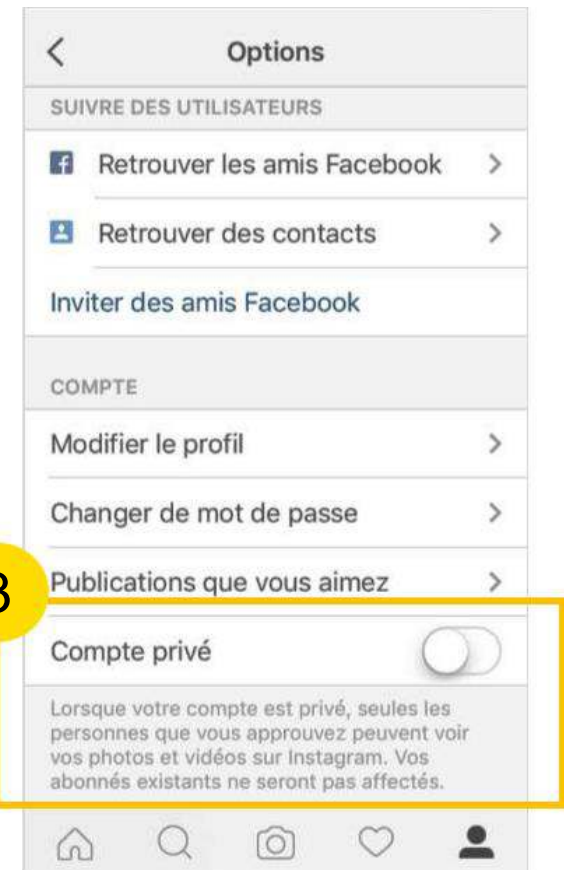 Options
SUIVRE DES UTILISATEURS
Retrouver les amis Facebook
Retrouver des contacts
Inviter des amis Facebook
COMPTE
Modifier le profil
Changer de mot de passe
Publications que vous aimez
3
Compte privé
Lorsque votre compte est privé, seules les
personnes que vous approuvez peuvent voir
vos photos et vidéos sur Instagram. Vos
abonnés existants ne seront pas affectés.